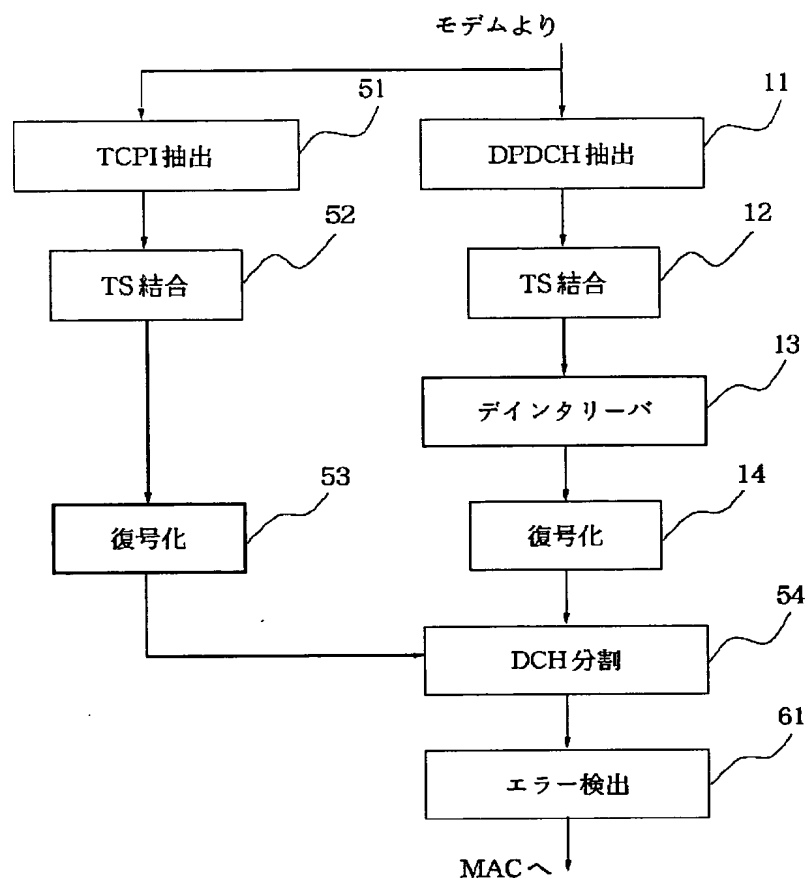 モデムより
51
11
TCPI抽出
DPDCH抽出
52
12
TS結合
TS結合
13
デインタリーバ
53
14
復号化
復号化
54
DCH分割
61
エラー検出
MACへ